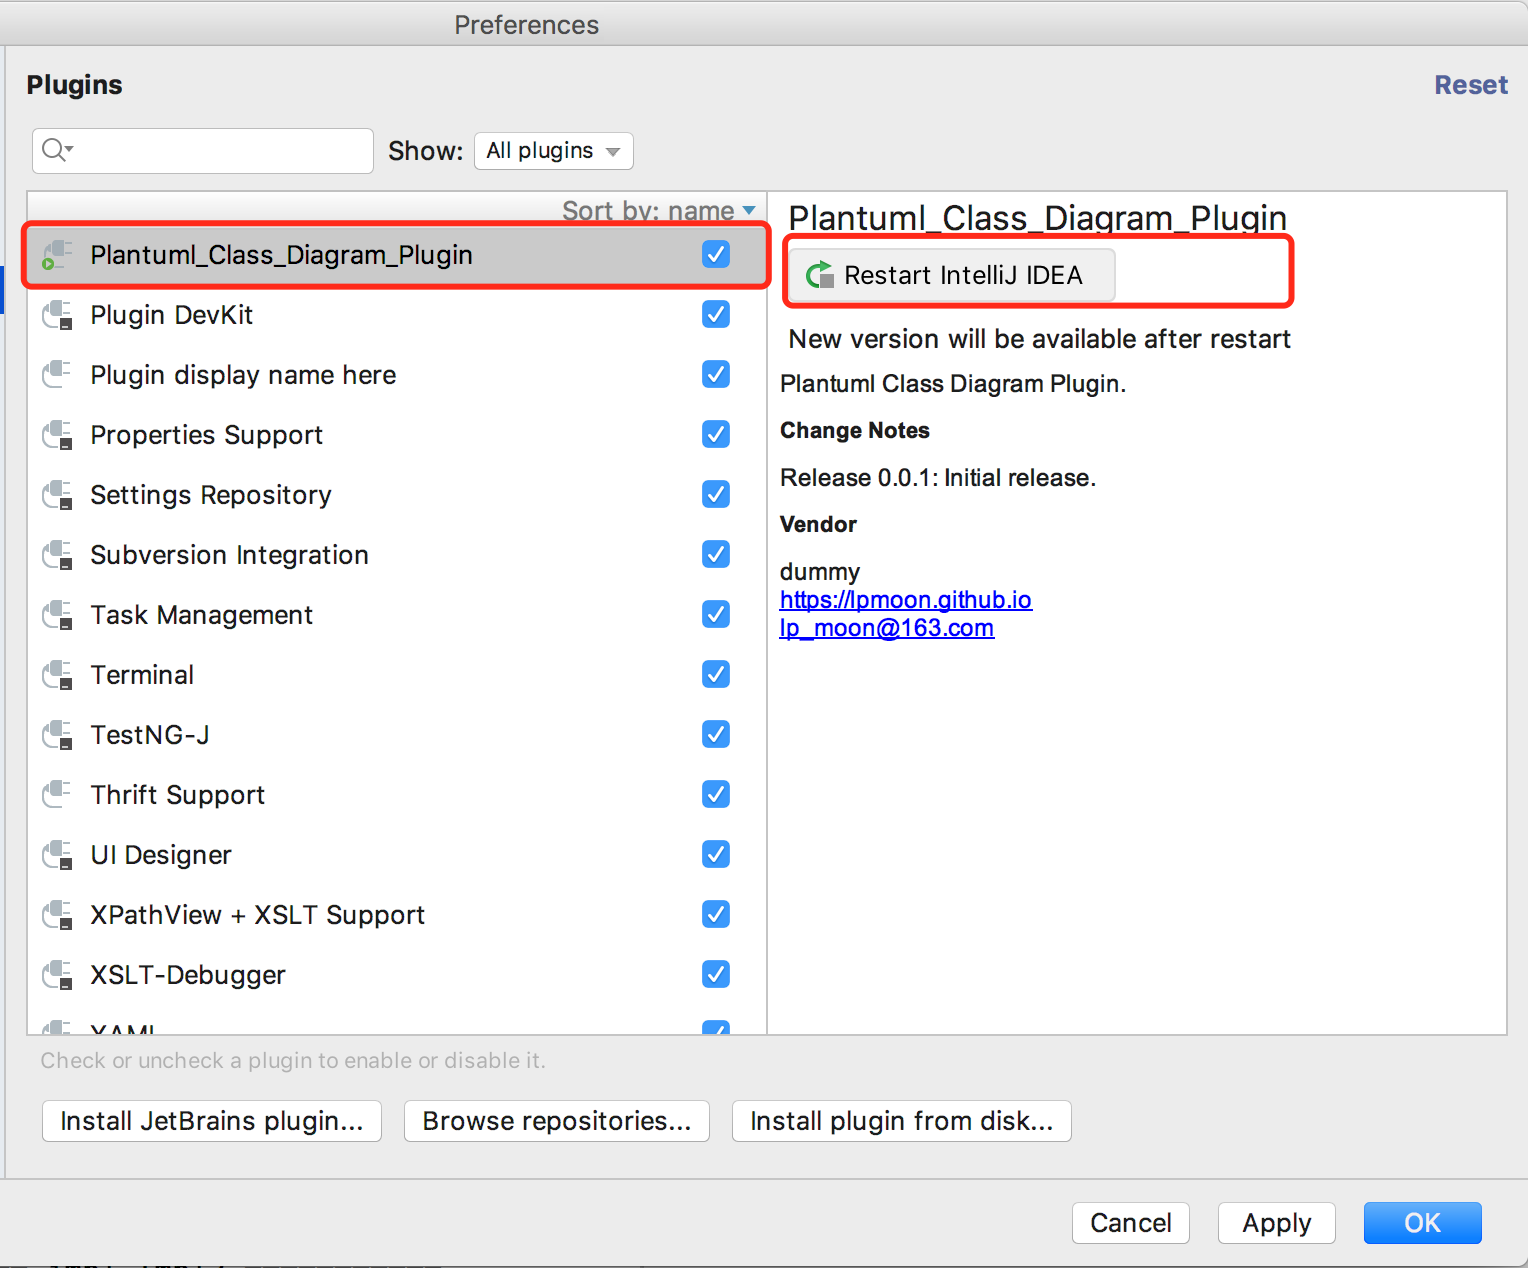 Preferences
Plugins
Reset
Show: All plugins
Sort by: name
Plantuml_Class_Diagram_Plugin
Plugin DevKit
Plugin display name here
Properties Support
Settings Repository
Subversion Integration
Task Management
Terminal
TestNG-J
Thrift Support
UI Designer
XPathView + XSLT Support
XSLT-Debugger
Plantuml_Class_Diagram_Plugin
Restart IntelliJ IDEA
New version will be available after restart
Plantuml Class Diagram Plugin.
Change Notes
Release 0.0.1: Initial release.
Vendor
dummy
https://lpmoon.github.io
lp_moon@163.com
Check or uncheck a plugin to enable or disable it.
Install JetBrains plugin...
Browse repositories...
Install plugin from disk...
Cancel
Apply
OK